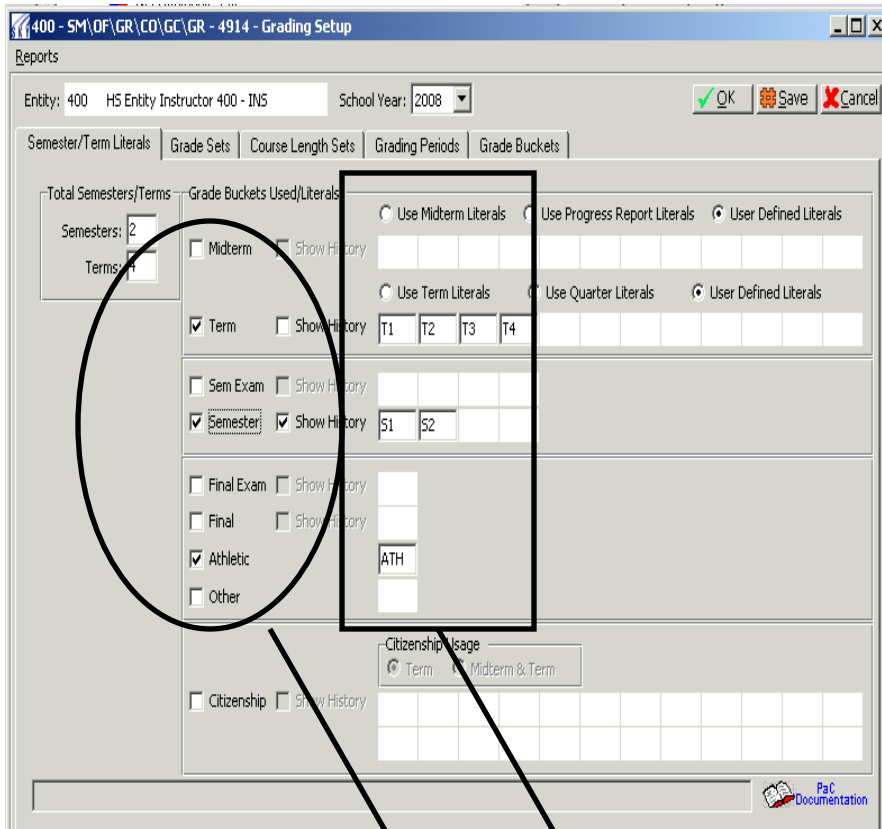 400 - SM\OF\GR\CO\GC\GR - 4914 - Grading Setup
Reports
Entity: 400 HS Entity Instructor 400 - INS School Year: 2008 OK Save Cancel
Semester/Term Literals Grade Sets Course Length Sets Grading Periods Grade Buckets
Total Semesters/Terms Grade Buckets Used/Literals
Use Midterm Literals Use Progress Report Literals User Defined Literals
Semesters: 2
Midterm Show History
Terms: 4
Use Term Literals Use Quarter Literals User Defined Literals
Term Show History T1 T2 T3 T4
Sem Exam Show History
Semester Show History S1 S2
Final Exam Show History
Final Show History
Athletic ATH
Other
Citizenship Usage
Term Midterm & Term
Citizenship Show History
PaC
Documentation